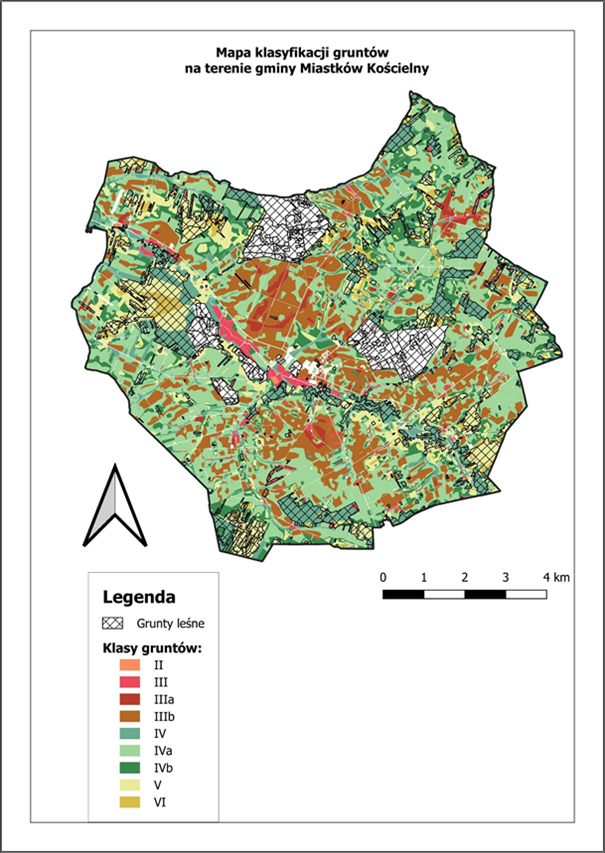 Mapa klasyfikacji gruntów
na terenie gminy Miastków Kościelny
0 1 2 3 4 km
Legenda
Grunty leśne
Klasy gruntów:
II
III
IIIa
IIIb
IV
IVa
IVb
V
VI